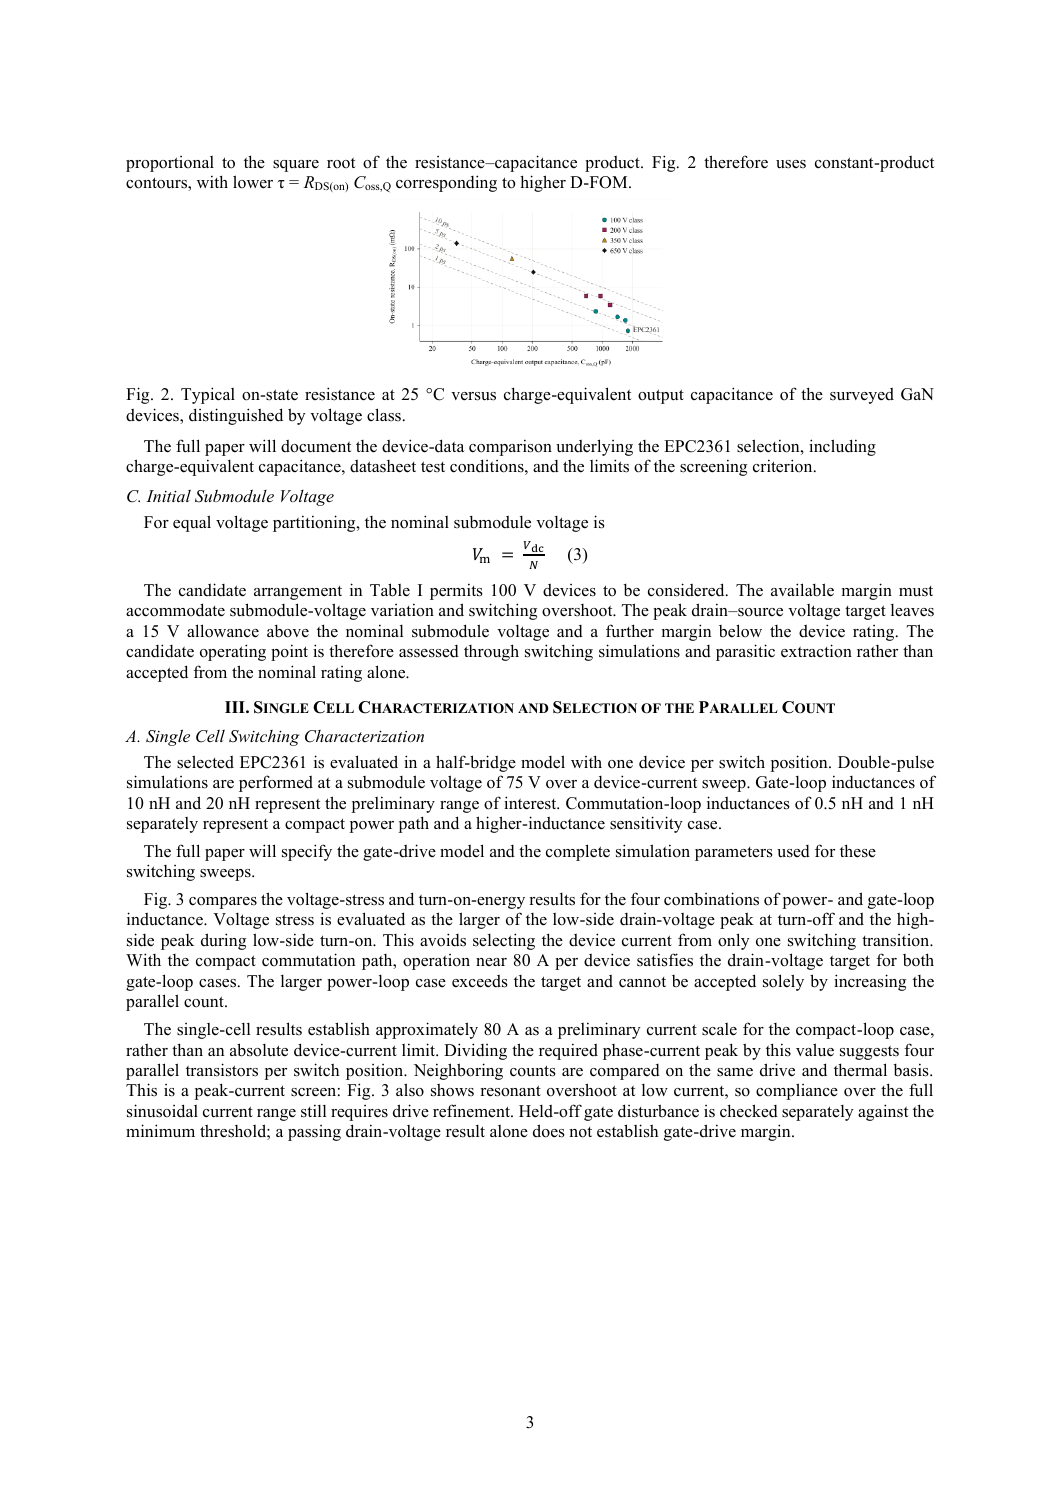 proportional to the square root of the resistance–capacitance product. Fig. 2 therefore uses constant-product
contours, with lower τ = RDS(on) Coss,Q corresponding to higher D-FOM.
10 ps
5 ps
2 ps
1 ps
100 V class
200 V class
350 V class
650 V class
On-state resistance, RDS(on) (mΩ)
100
10
1
EPC2361
20 50 100 200 500 1000 2000
Charge-equivalent output capacitance, Coss,Q (pF)
Fig. 2. Typical on-state resistance at 25 °C versus charge-equivalent output capacitance of the surveyed GaN
devices, distinguished by voltage class.
The full paper will document the device-data comparison underlying the EPC2361 selection, including
charge-equivalent capacitance, datasheet test conditions, and the limits of the screening criterion.
C. Initial Submodule Voltage
For equal voltage partitioning, the nominal submodule voltage is
Vm = Vdc/N (3)
The candidate arrangement in Table I permits 100 V devices to be considered. The available margin must
accommodate submodule-voltage variation and switching overshoot. The peak drain–source voltage target leaves
a 15 V allowance above the nominal submodule voltage and a further margin below the device rating. The
candidate operating point is therefore assessed through switching simulations and parasitic extraction rather than
accepted from the nominal rating alone.
III. SINGLE CELL CHARACTERIZATION AND SELECTION OF THE PARALLEL COUNT
A. Single Cell Switching Characterization
The selected EPC2361 is evaluated in a half-bridge model with one device per switch position. Double-pulse
simulations are performed at a submodule voltage of 75 V over a device-current sweep. Gate-loop inductances of
10 nH and 20 nH represent the preliminary range of interest. Commutation-loop inductances of 0.5 nH and 1 nH
separately represent a compact power path and a higher-inductance sensitivity case.
The full paper will specify the gate-drive model and the complete simulation parameters used for these
switching sweeps.
Fig. 3 compares the voltage-stress and turn-on-energy results for the four combinations of power- and gate-loop
inductance. Voltage stress is evaluated as the larger of the low-side drain-voltage peak at turn-off and the high-
side peak during low-side turn-on. This avoids selecting the device current from only one switching transition.
With the compact commutation path, operation near 80 A per device satisfies the drain-voltage target for both
gate-loop cases. The larger power-loop case exceeds the target and cannot be accepted solely by increasing the
parallel count.
The single-cell results establish approximately 80 A as a preliminary current scale for the compact-loop case,
rather than an absolute device-current limit. Dividing the required phase-current peak by this value suggests four
parallel transistors per switch position. Neighboring counts are compared on the same drive and thermal basis.
This is a peak-current screen: Fig. 3 also shows resonant overshoot at low current, so compliance over the full
sinusoidal current range still requires drive refinement. Held-off gate disturbance is checked separately against the
minimum threshold; a passing drain-voltage result alone does not establish gate-drive margin.
3